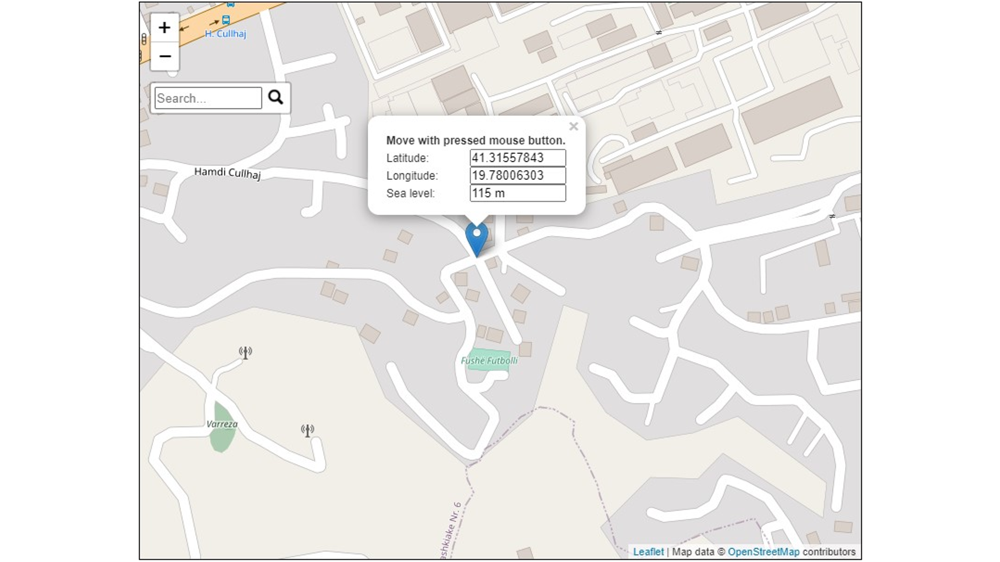 +
H. Cullhaj
−
Search...
×
Move with pressed mouse button.
Latitude: 41.31557843
Longitude: 19.78006303
Sea level: 115 m
Hamdi Cullhaj
Fushë Futbolli
Varreza
ashkiake Nr. 6
Leaflet | Map data © OpenStreetMap contributors